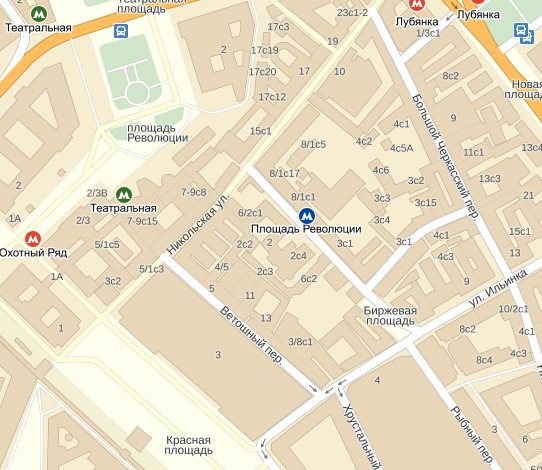 Театральная
Театральная
площадь
23с1-2
Лубянка
Лубянка
17с3
19
1/3с1
2
17
10
17с20
8с2
17с12
Новая
площадь
площадь
Революции
15с1
4с1
9
Большой Черкасский пер.
8/1с5
4с5А
11с1
13с4
4с6
2
7-9с8
8/1с17
3с2
4с2
13с3
2/3В
Театральная
8/1с1
3с3
3с15
1А
2/3
7-9с15
Никольская ул.
6/2с1
Площадь Революции
3с4
15с1
Охотный Ряд
5/1с5
2с2
2
3с1
3с1
4с1
9
5/1с3
4/5
2с4
4с3
1А
3с2
2с3
6с2
ул. Ильинка
5
11
10/2с1
Ветошный пер.
13
Биржевая
площадь
1
3/8с1
8с2
4с1
3
8с4
4с3
4
Хрустальный
Рыбный пер.
3
Красная
площадь
6
5/